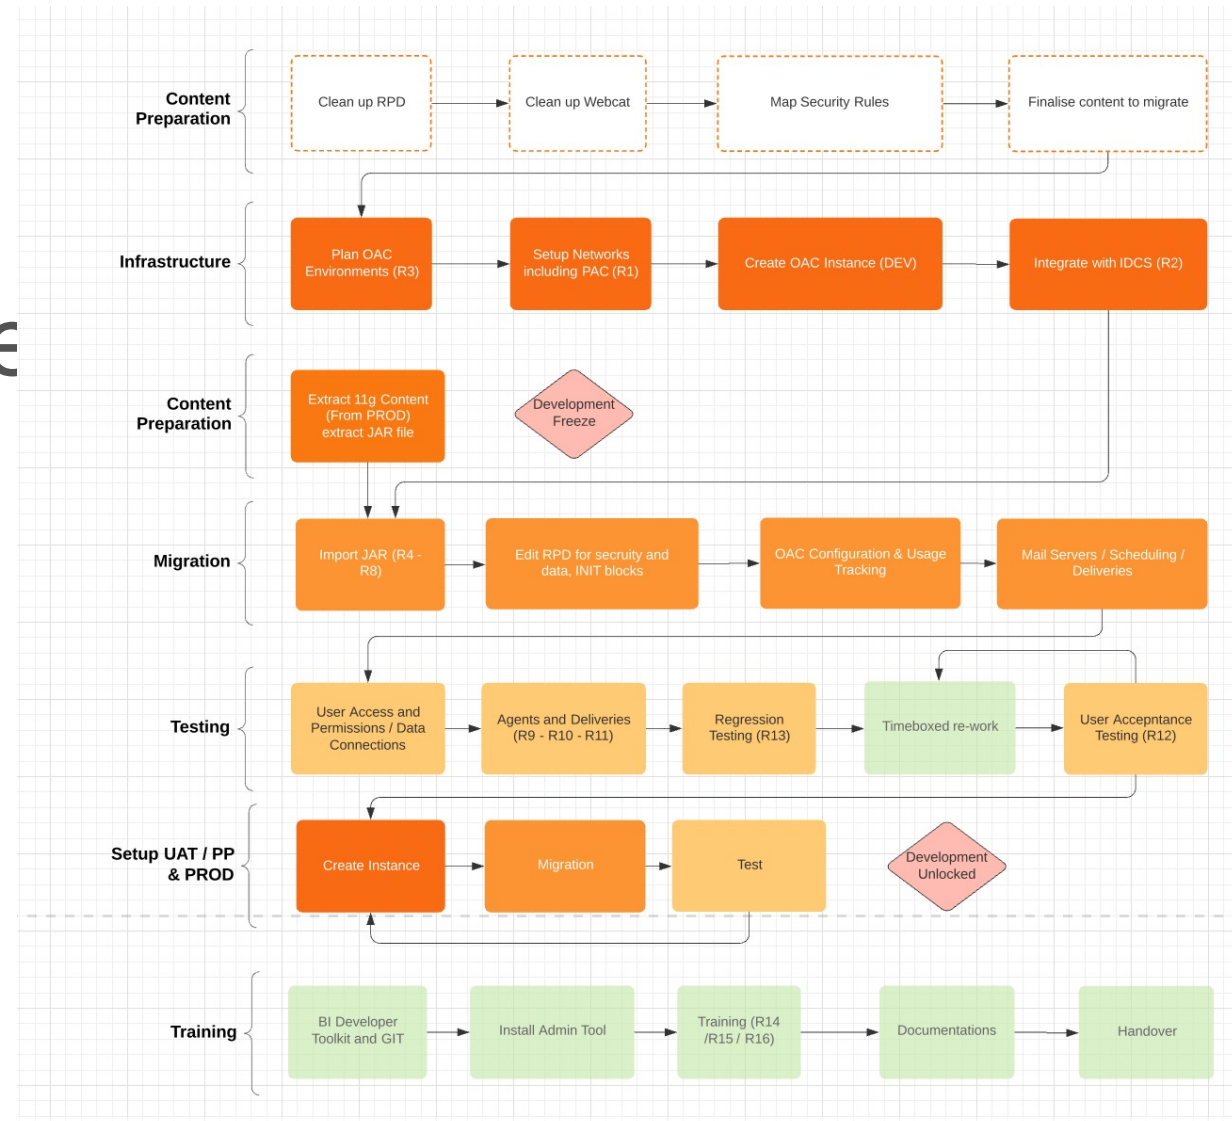 Content
Preparation
Clean up RPD
Clean up Webcat
Map Security Rules
Finalise content to migrate
Infrastructure
Plan OAC
Environments (R3)
Setup Networks
including PAC (R1)
Create OAC Instance (DEV)
Integrate with IDCS (R2)
e
Content
Preparation
Extract 11g Content
(From PROD)
extract JAR file
Development
Freeze
Migration
Import JAR (R4 -
R8)
Edit RPD for secruity and
data, INIT blocks
OAC Configuration & Usage
Tracking
Mail Servers / Scheduling /
Deliveries
Testing
User Access and
Permissions / Data
Connections
Agents and Deliveries
(R9 - R10 - R11)
Regression
Testing (R13)
Timeboxed re-work
User Accepntance
Testing (R12)
Setup UAT / PP
& PROD
Create Instance
Migration
Test
Development
Unlocked
Training
BI Developer
Toolkit and GIT
Install Admin Tool
Training (R14
/R15 / R16)
Documentations
Handover